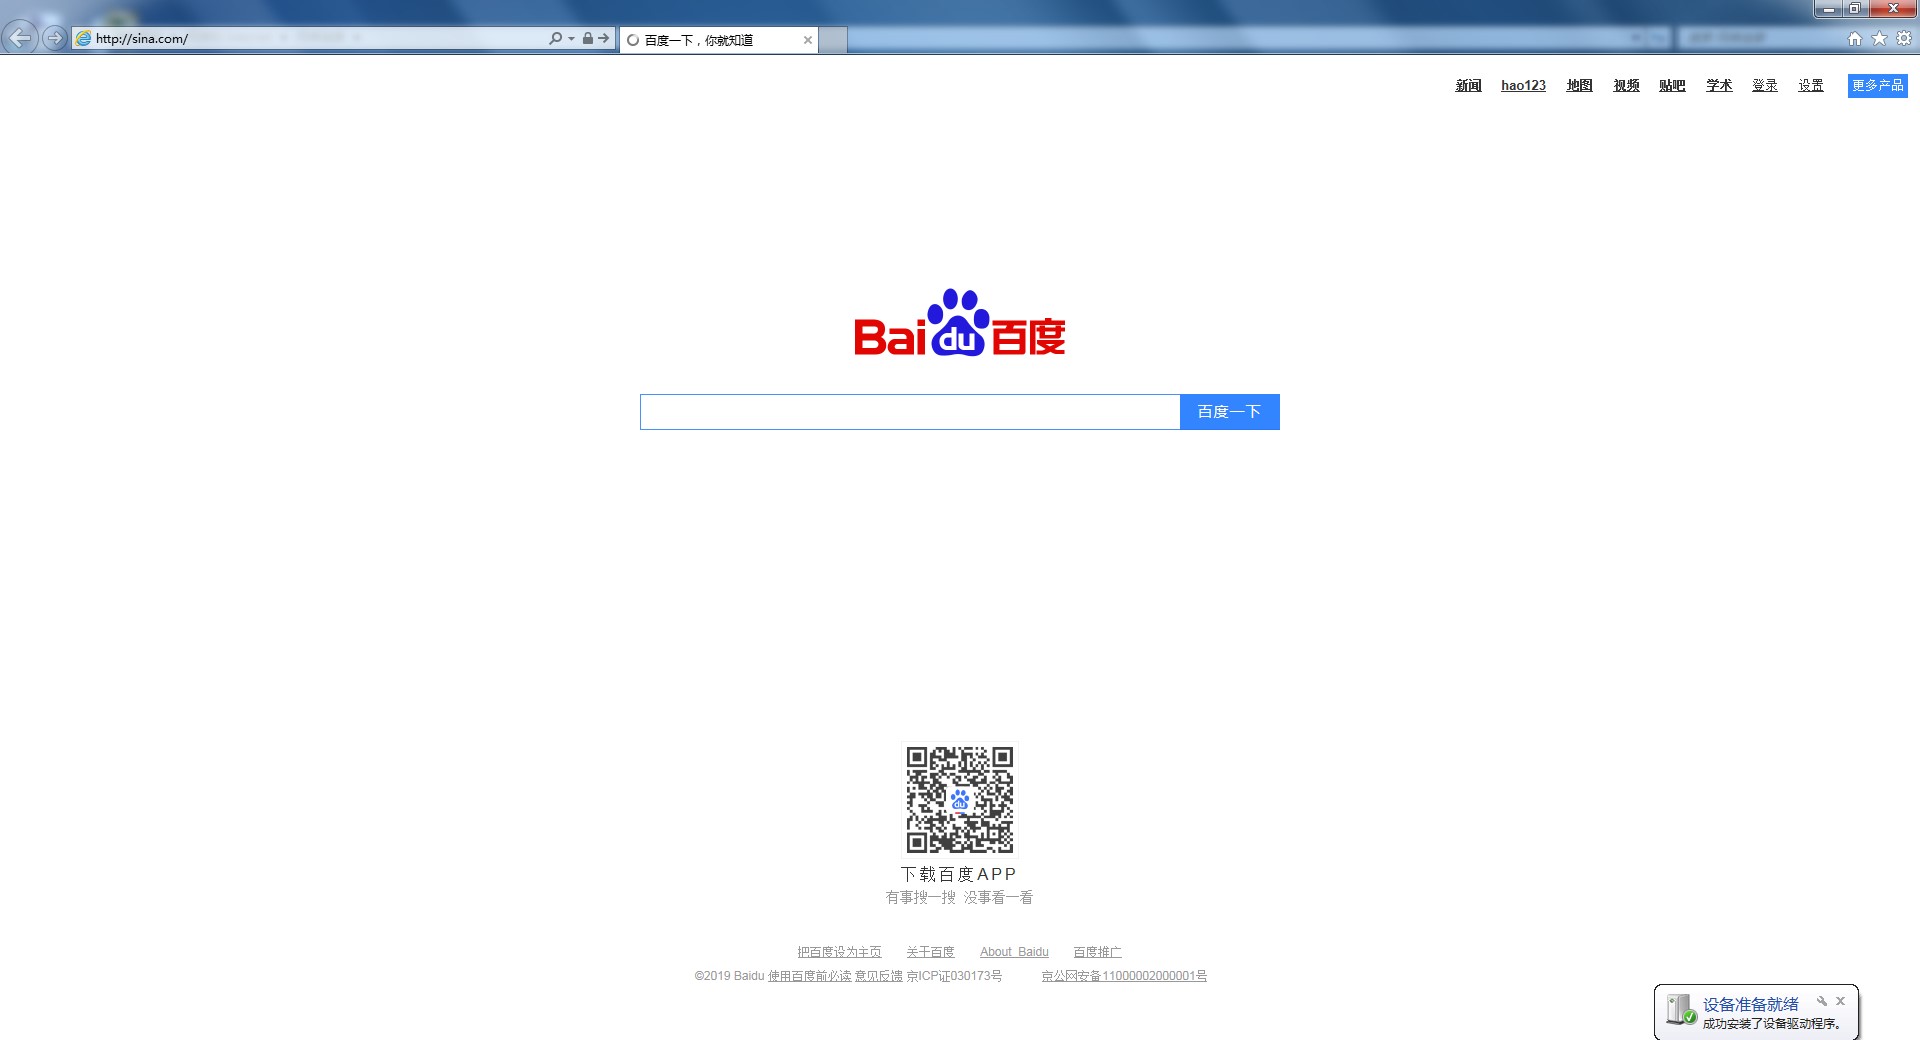 http://sina.com/
百度一下，你就知道
新闻 hao123 地图 视频 贴吧 学术 登录 设置 更多产品
Bai du 百度
百度一下
du
下载百度APP
有事搜一搜 没事看一看
把百度设为主页 关于百度 About Baidu 百度推广
©2019 Baidu 使用百度前必读 意见反馈 京ICP证030173号 京公网安备11000002000001号
设备准备就绪
成功安装了设备驱动程序。